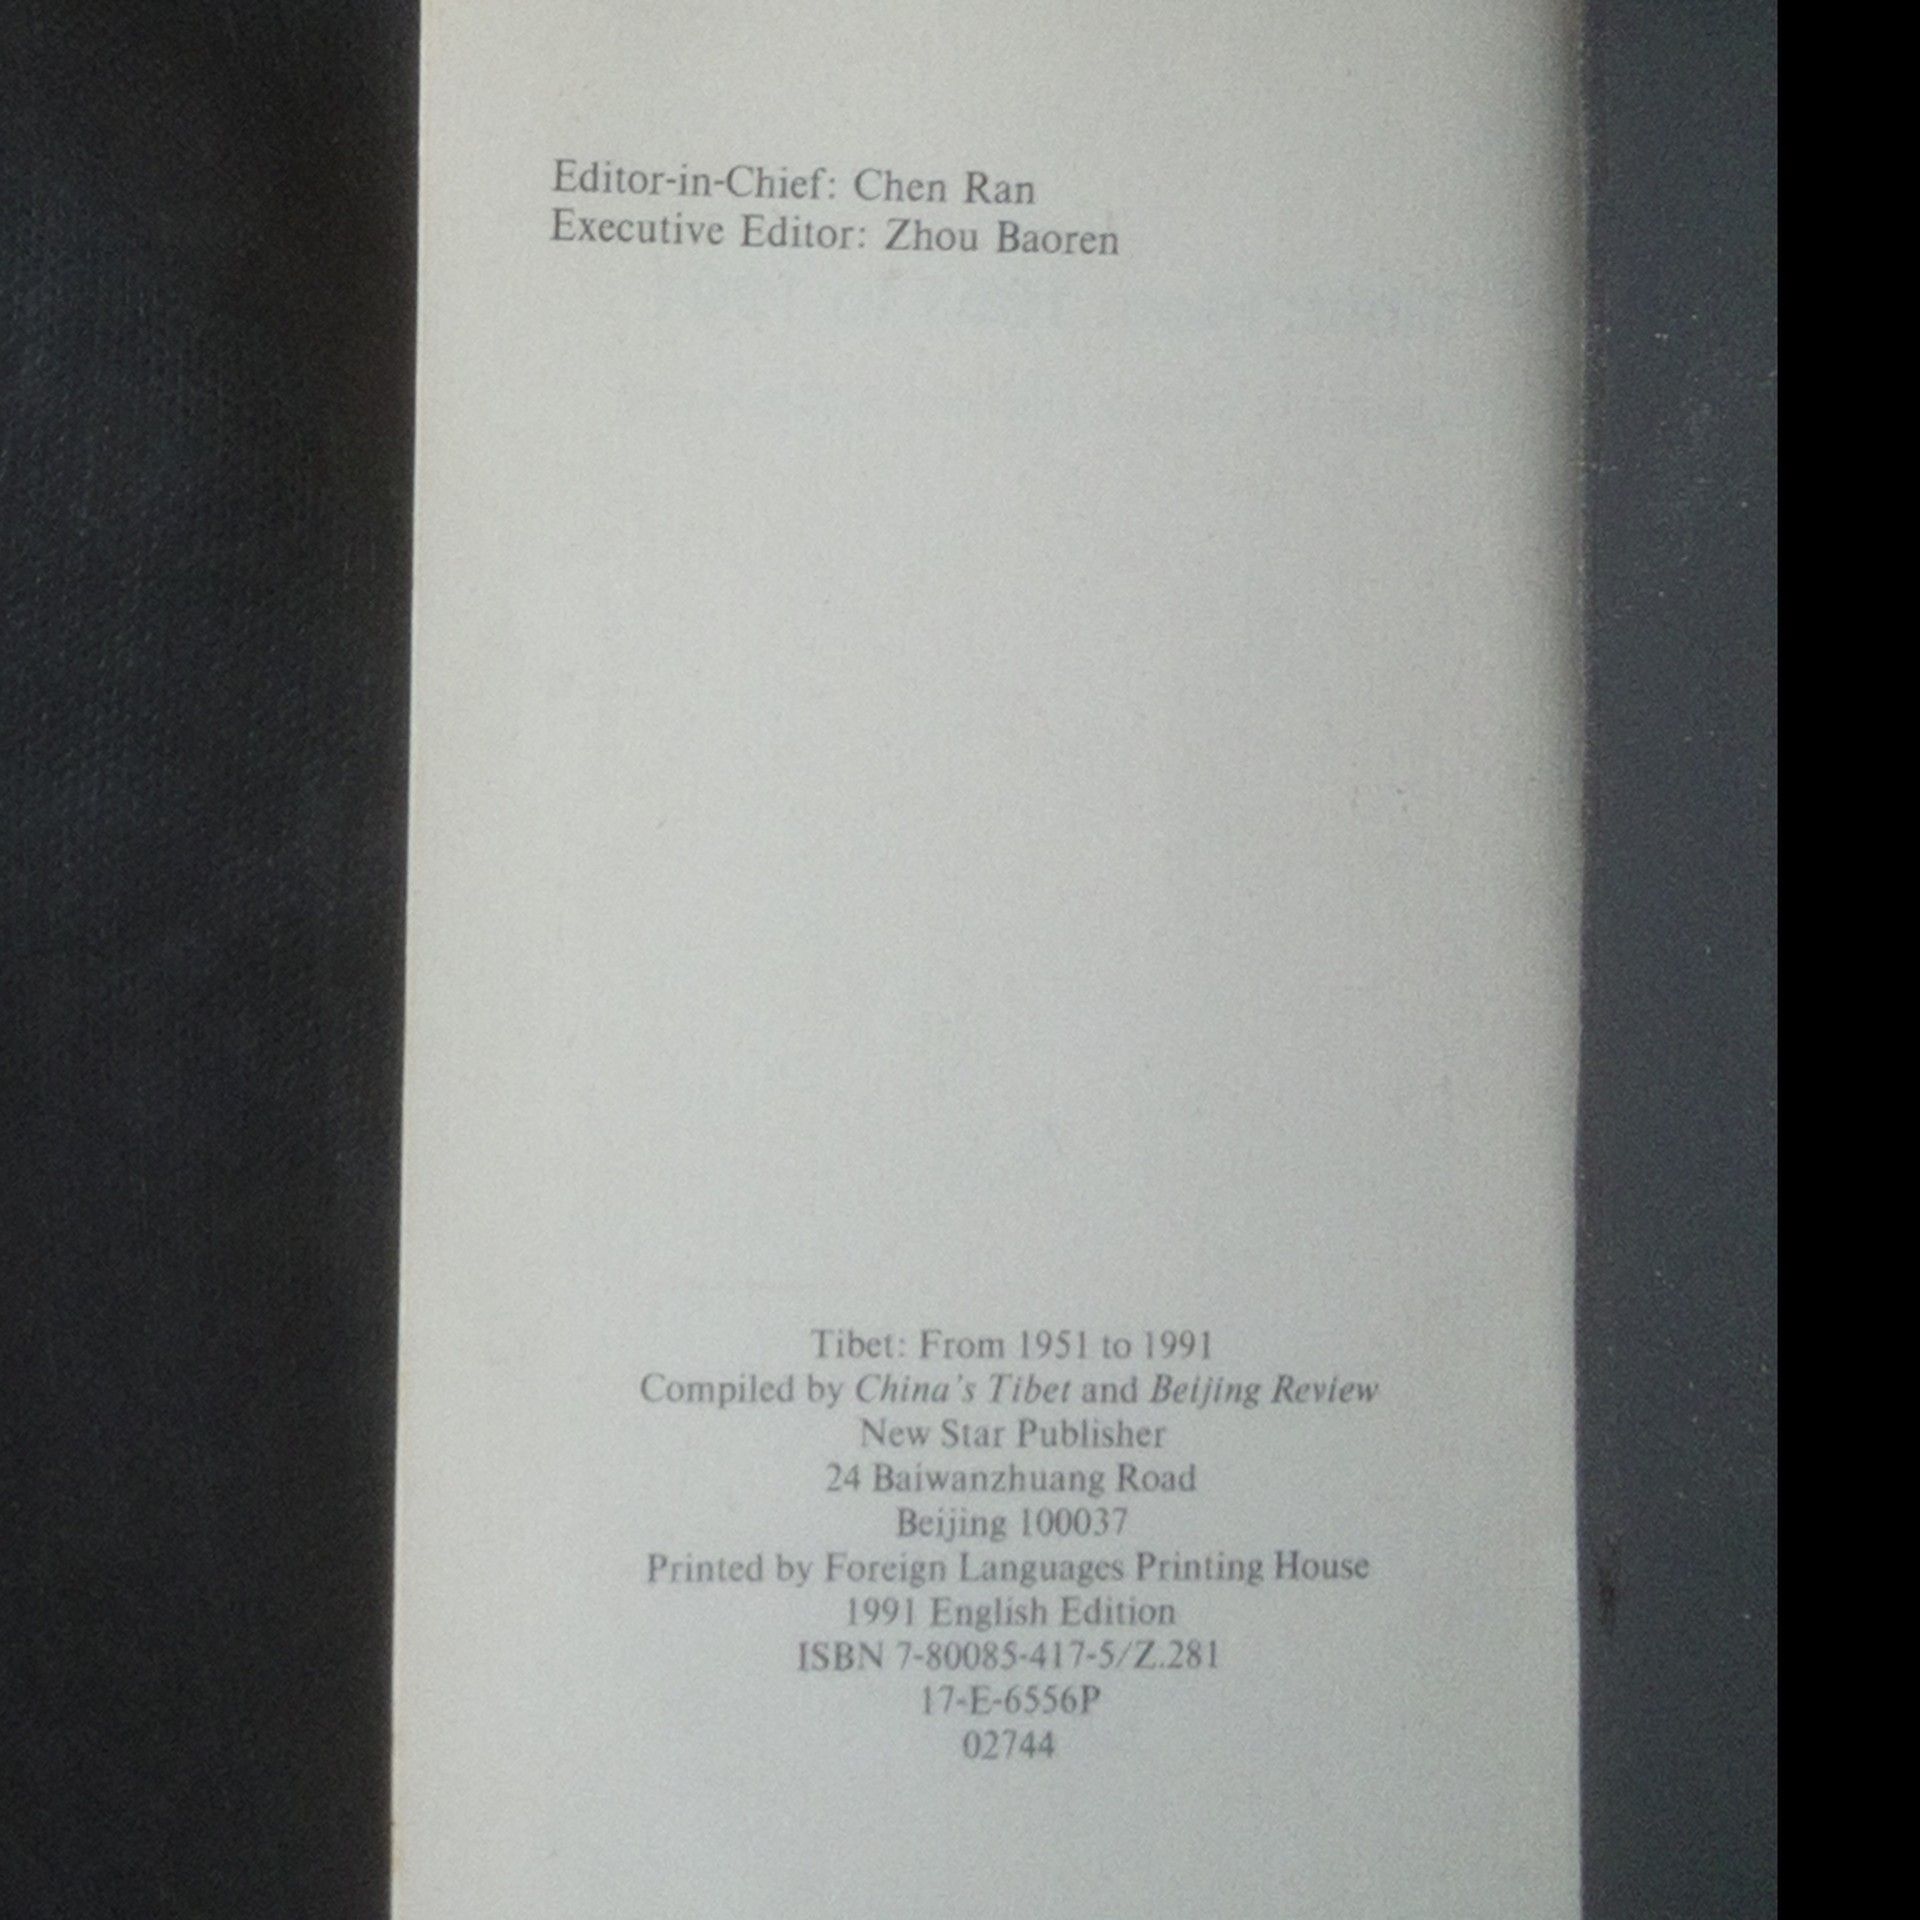 Editor-in-Chief: Chen Ran
Executive Editor: Zhou Baoren
Tibet: From 1951 to 1991
Compiled by China's Tibet and Beijing Review
New Star Publisher
24 Baiwanzhuang Road
Beijing 100037
Printed by Foreign Languages Printing House
1991 English Edition
ISBN 7-80085-417-5/Z.281
17-E-6556P
02744